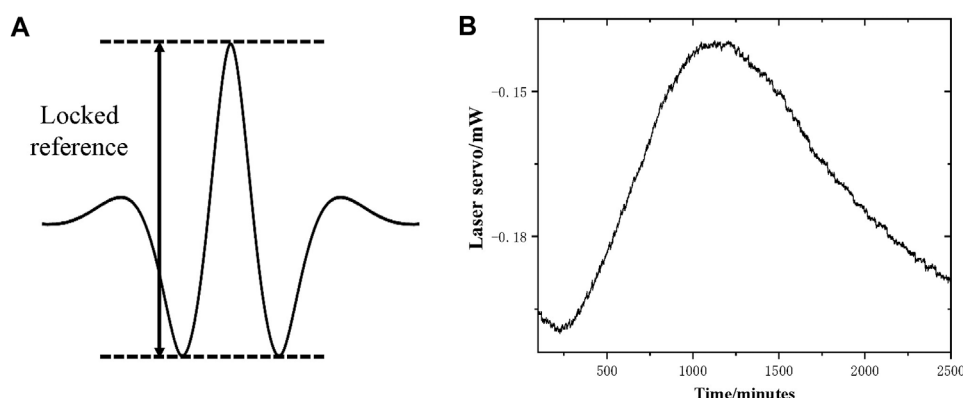 A
Locked
reference
B
Laser servo/mW
-0.15
-0.18
500
1000
1500
2000
2500
Time/minutes